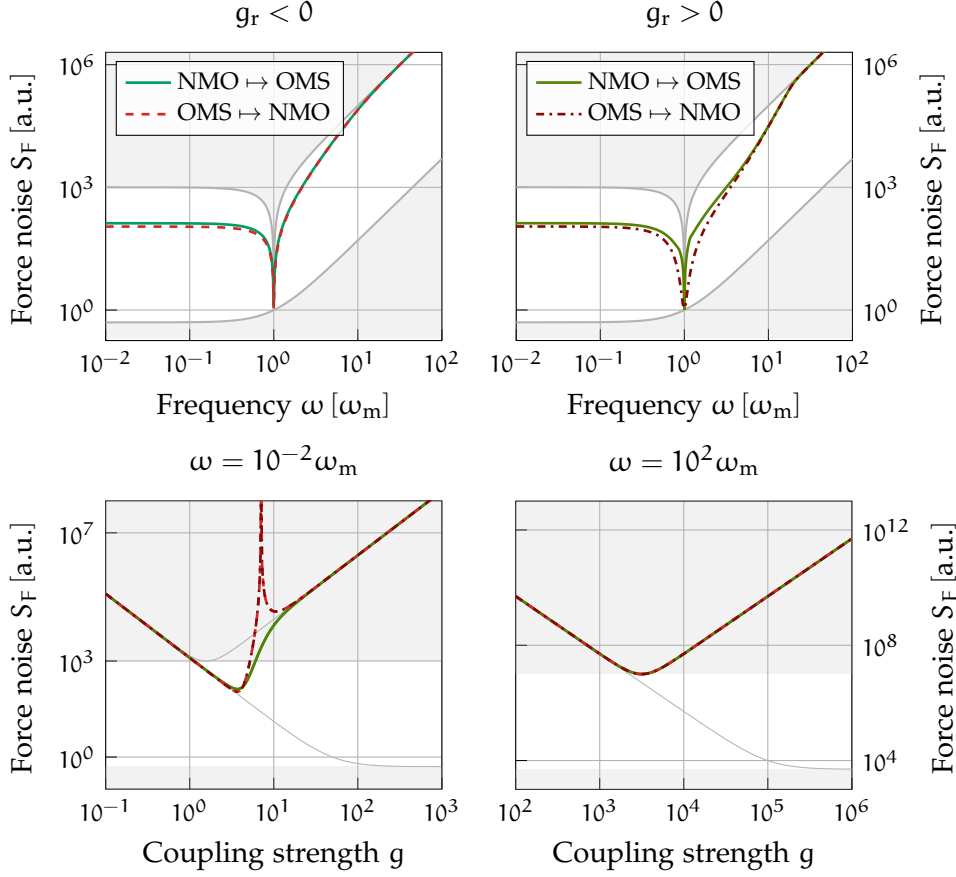 g_r < 0
g_r > 0
Force noise S_F [a.u.]
10^6
10^3
10^0
NMO ↦ OMS
OMS ↦ NMO
10^−2 10^−1 10^0 10^1 10^2
Frequency ω [ω_m]
NMO ↦ OMS
OMS ↦ NMO
10^6
10^3
10^0
Force noise S_F [a.u.]
10^−2 10^−1 10^0 10^1 10^2
Frequency ω [ω_m]
ω = 10^−2 ω_m
ω = 10^2 ω_m
Force noise S_F [a.u.]
10^7
10^3
10^0
10^−1 10^0 10^1 10^2 10^3
Coupling strength g
10^12
10^8
10^4
Force noise S_F [a.u.]
10^2 10^3 10^4 10^5 10^6
Coupling strength g